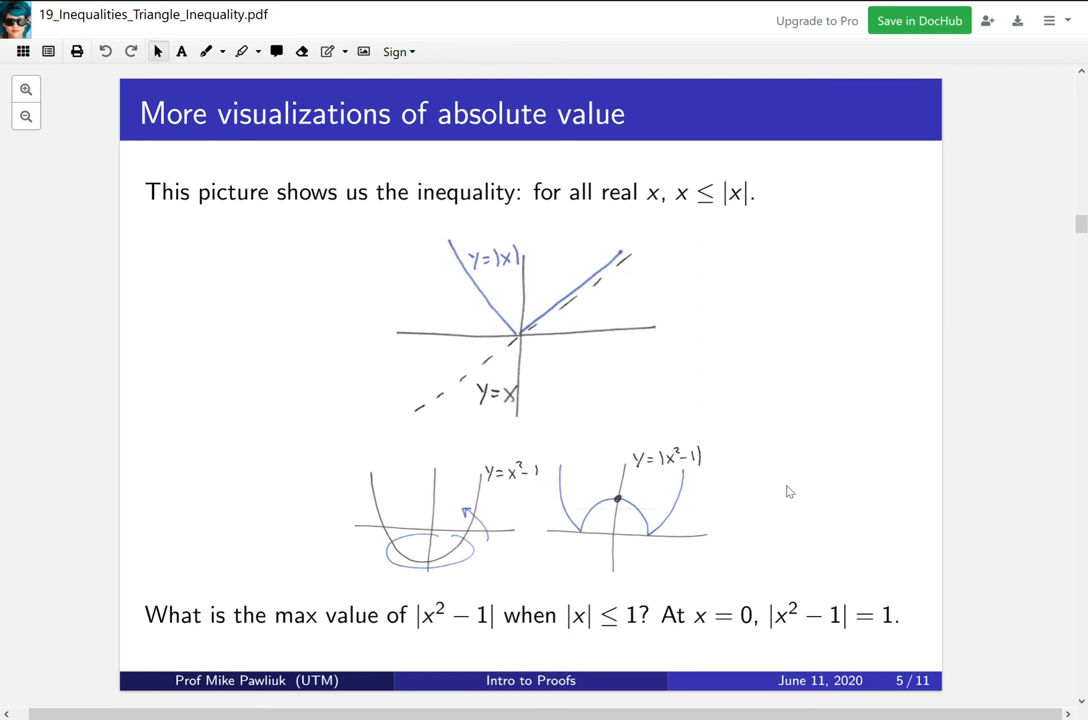 19_Inequalities_Triangle_Inequality.pdf
Upgrade to Pro
Save in DocHub
A
Sign
More visualizations of absolute value
This picture shows us the inequality: for all real x, x ≤ |x|.
y=|x|
y=x
y=x²-1
y=|x²-1|
What is the max value of |x² − 1| when |x| ≤ 1? At x = 0, |x² − 1| = 1.
Prof Mike Pawliuk (UTM)
Intro to Proofs
June 11, 2020
5 / 11